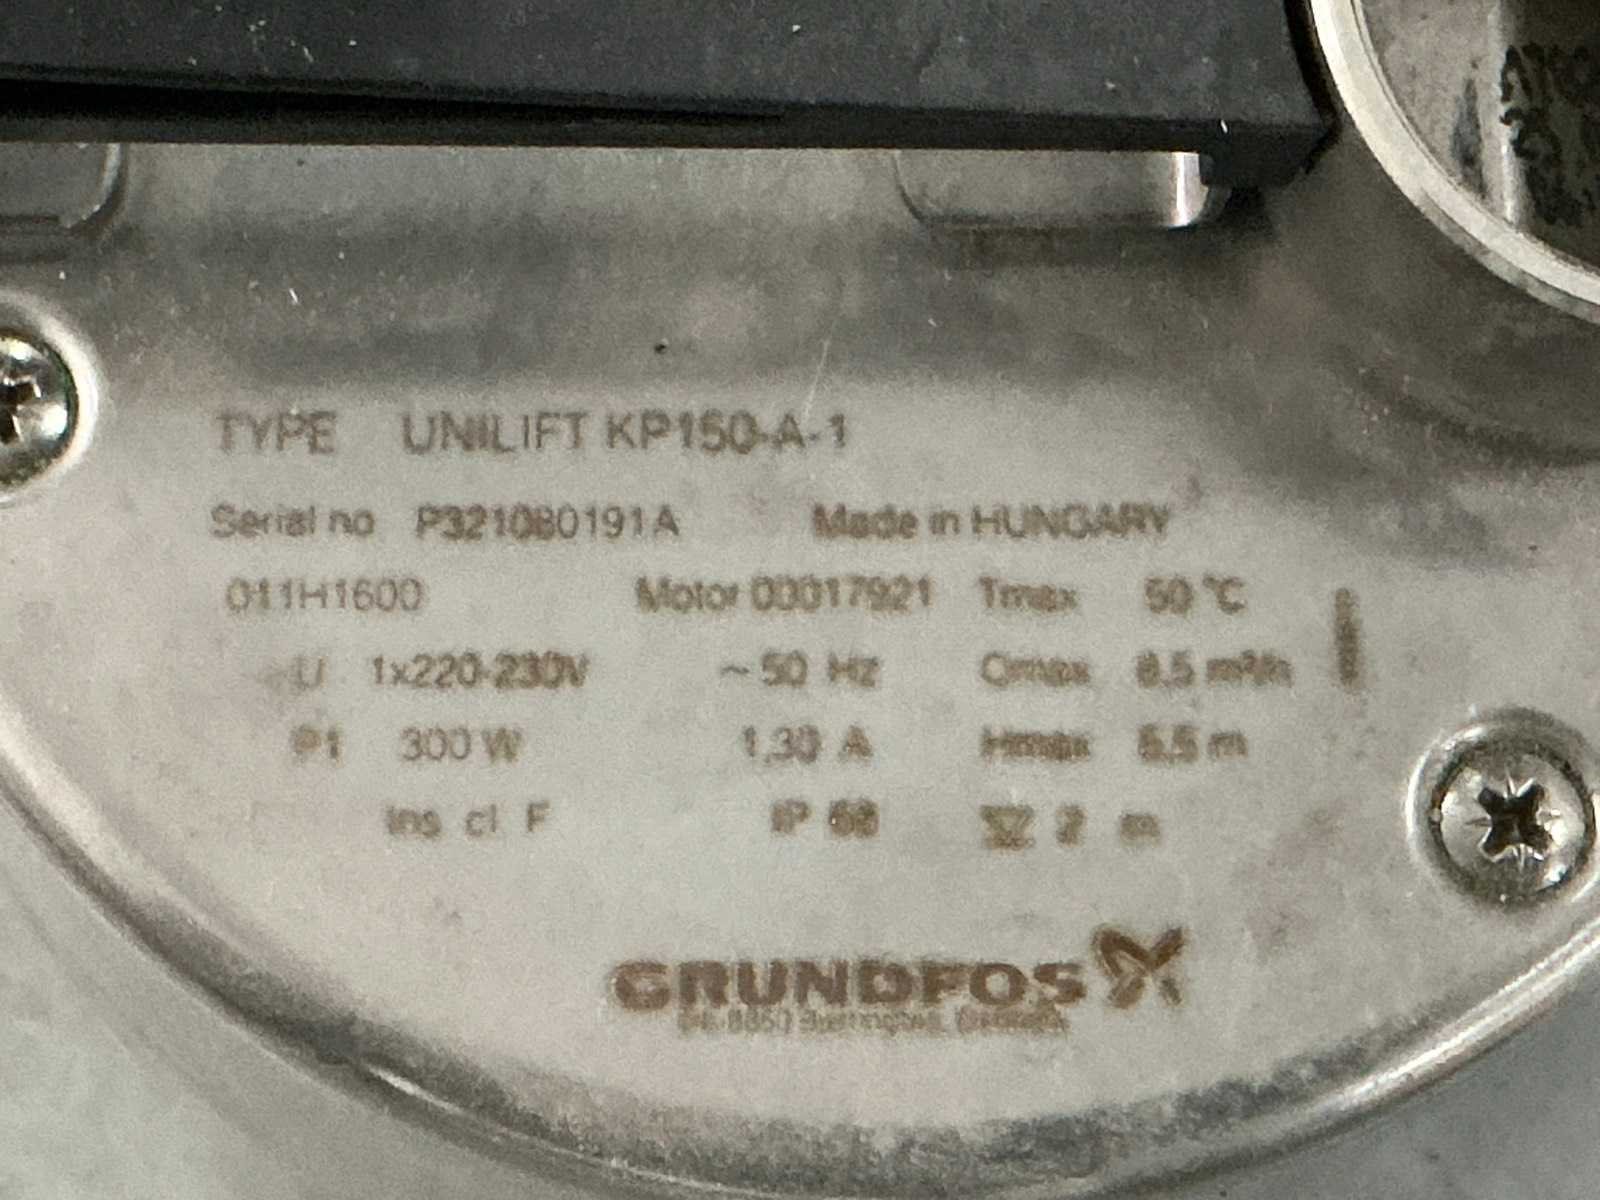 TYPE UNILIFT KP150-A-1
Serial no P321080191A Made in HUNGARY
011H1600 Motor 00017921 Tmax 50 °C
U 1x220-230V ~50 Hz Qmax 8.5 m³/h
P1 300 W 1,30 A Hmax 5,5 m
Ins cl F IP 68 2 m
GRUNDFOS
8850